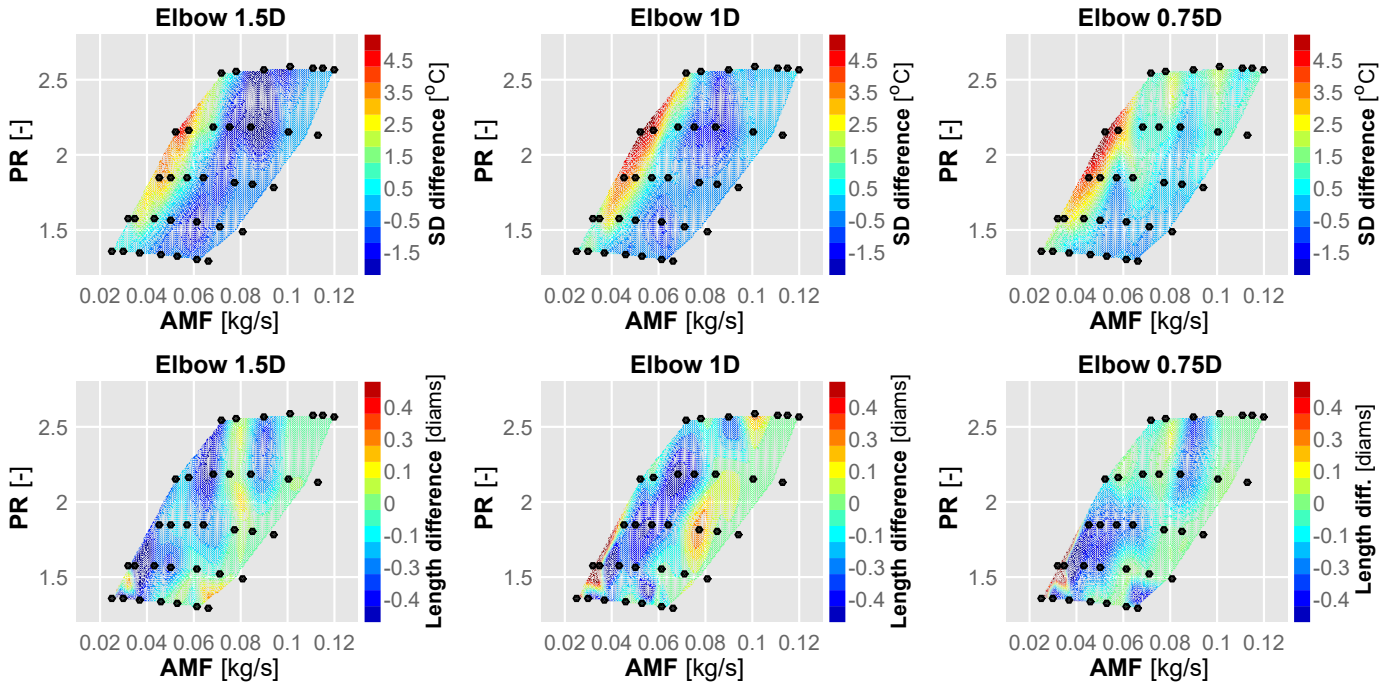 Elbow 1.5D
PR [-]
2.5
2
1.5
0.02 0.04 0.06 0.08 0.1 0.12
AMF [kg/s]
4.5
3.5
2.5
1.5
0.5
-0.5
-1.5
SD difference [°C]
Elbow 1D
PR [-]
2.5
2
1.5
0.02 0.04 0.06 0.08 0.1 0.12
AMF [kg/s]
4.5
3.5
2.5
1.5
0.5
-0.5
-1.5
SD difference [°C]
Elbow 0.75D
PR [-]
2.5
2
1.5
0.02 0.04 0.06 0.08 0.1 0.12
AMF [kg/s]
4.5
3.5
2.5
1.5
0.5
-0.5
-1.5
SD difference [°C]
Elbow 1.5D
PR [-]
2.5
2
1.5
0.02 0.04 0.06 0.08 0.1 0.12
AMF [kg/s]
0.4
0.3
0.1
0
-0.1
-0.3
-0.4
Length difference [diams]
Elbow 1D
PR [-]
2.5
2
1.5
0.02 0.04 0.06 0.08 0.1 0.12
AMF [kg/s]
0.4
0.3
0.1
0
-0.1
-0.3
-0.4
Length difference [diams]
Elbow 0.75D
PR [-]
2.5
2
1.5
0.02 0.04 0.06 0.08 0.1 0.12
AMF [kg/s]
0.4
0.3
0.1
0
-0.1
-0.3
-0.4
Length diff. [diams]